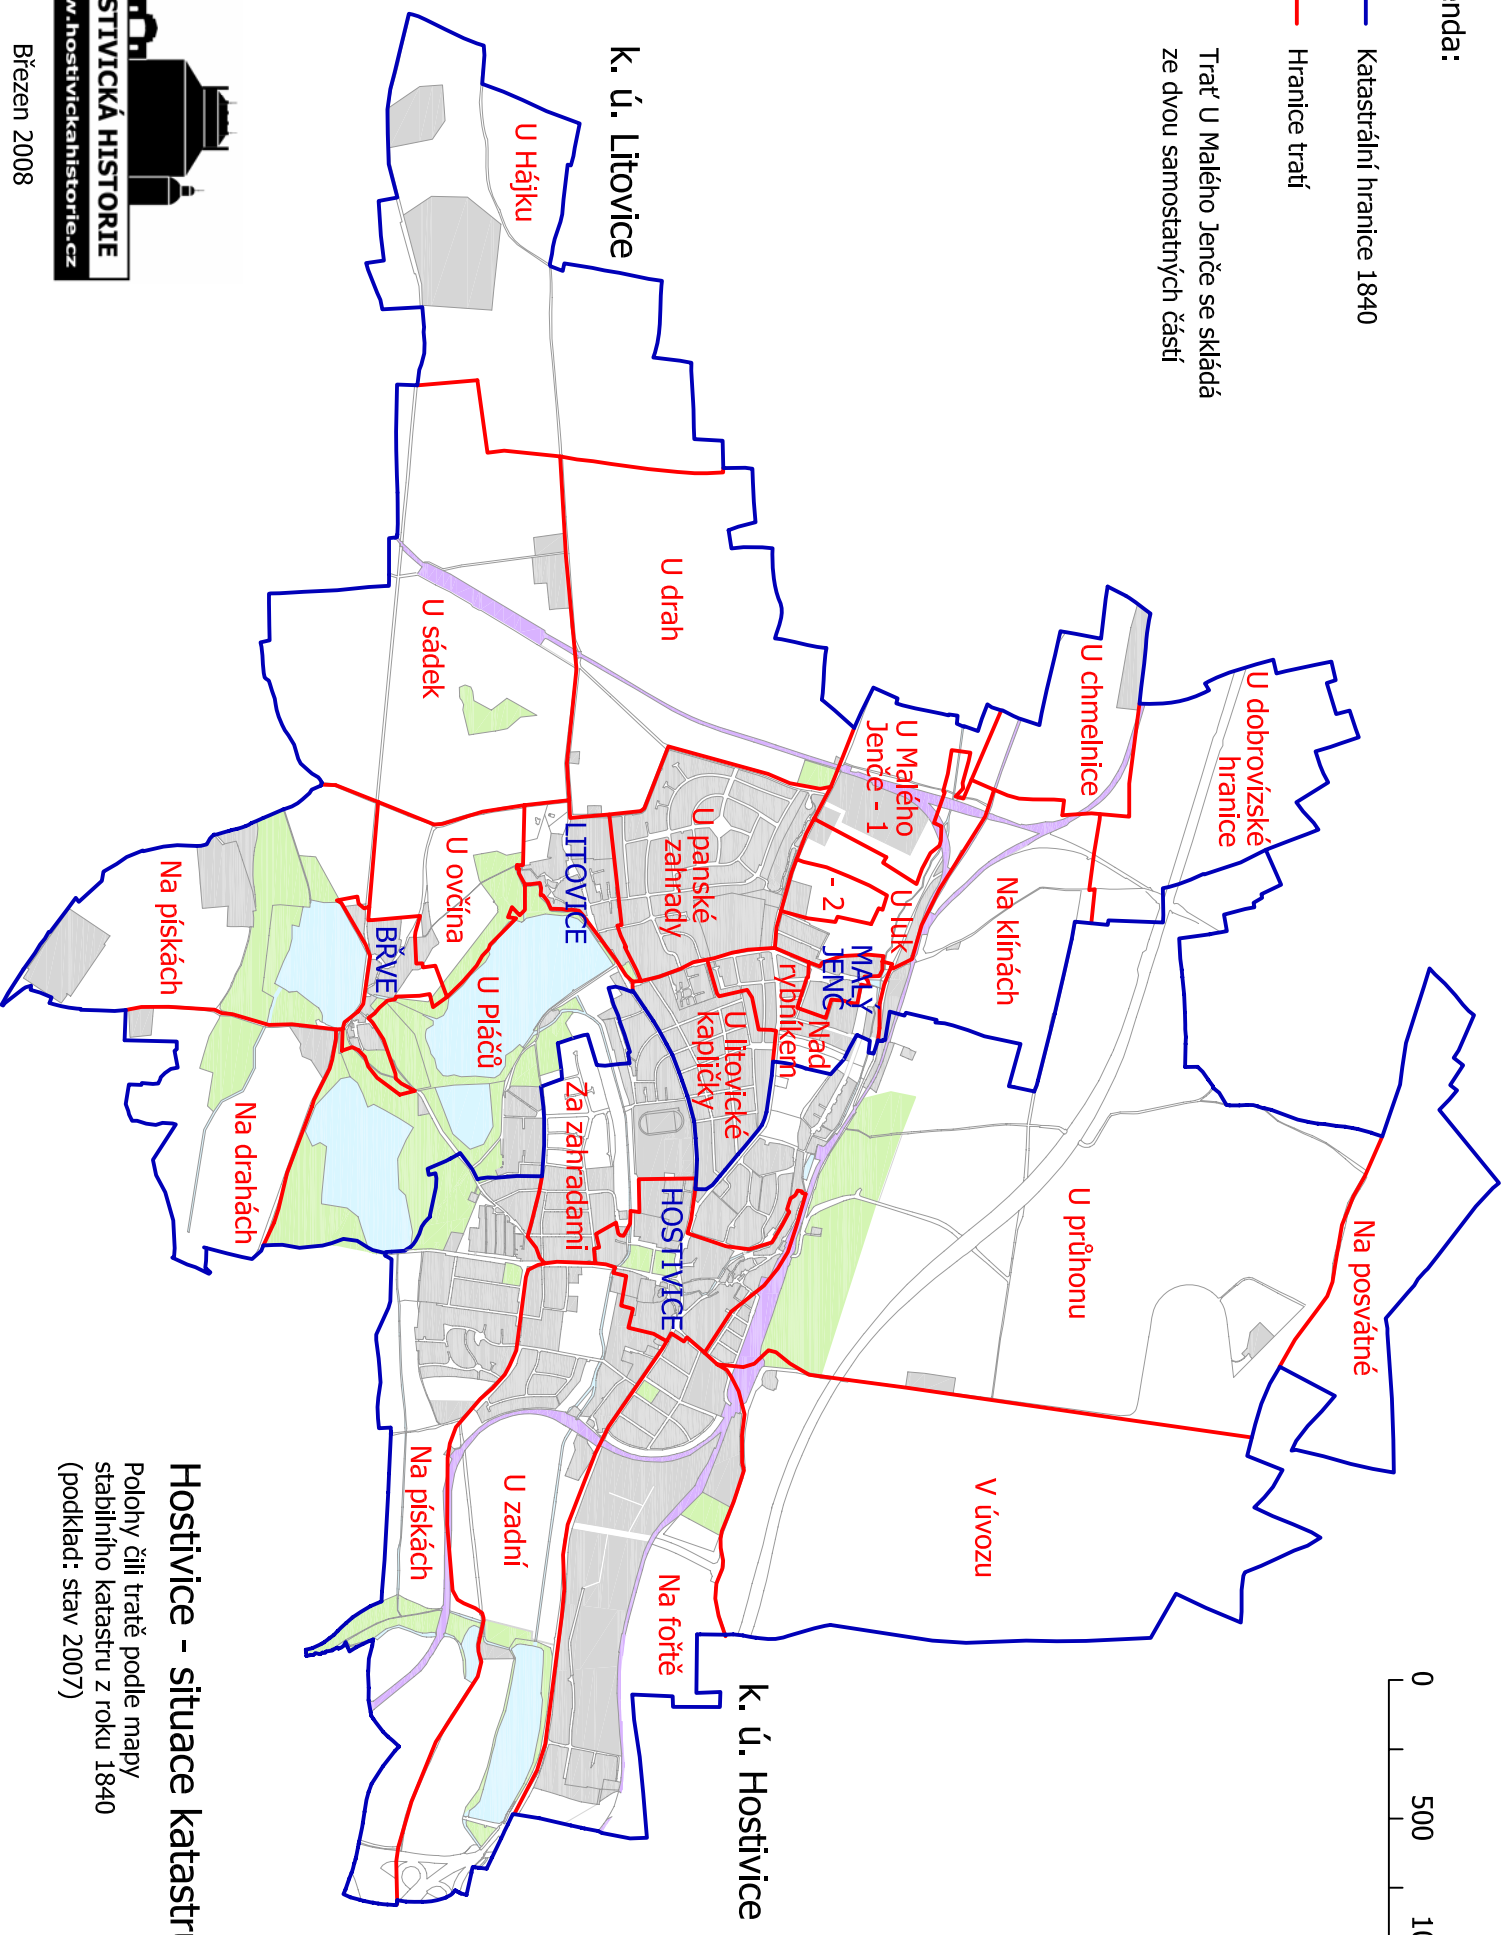 enda:
Katastrální hranice 1840
Hranice tratí
Trať U Malého Jenče se skládá
ze dvou samostatných částí
k. ú. Litovice
k. ú. Hostivice
U dobrovízské
hranice
U chmelnice
Na klínách
U Malého
Jenče - 1
- 2
U luk
MALÝ
JENČ
Nad
rybníkem
U Hájku
U drah
U sádek
U panské
zahrady
U litovické
kapličky
LITOVICE
U ovčína
BŘVE
U Pláčů
Na pískách
Na drahách
Za zahradami
HOSTIVICE
Na posvátné
U průhonu
V úvozu
Na fořtě
U zadní
Na pískách
0
500
10
Hostivice - situace katastru
Polohy čili tratě podle mapy
stabilního katastru z roku 1840
(podklad: stav 2007)
STIVICKÁ HISTORIE
w.hostivickahistorie.cz
Březen 2008